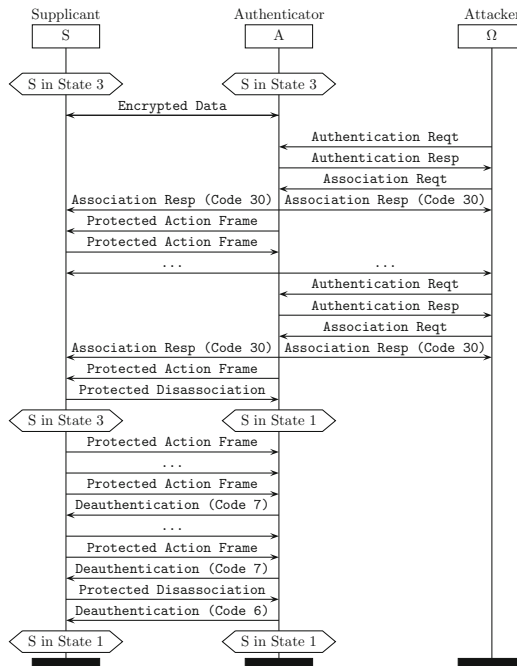 Supplicant Authenticator Attacker
S A Ω
S in State 3 S in State 3
Encrypted Data
Authentication Reqt
Authentication Resp
Association Reqt
Association Resp (Code 30) Association Resp (Code 30)
Protected Action Frame
Protected Action Frame
... ...
Authentication Reqt
Authentication Resp
Association Reqt
Association Resp (Code 30) Association Resp (Code 30)
Protected Action Frame
Protected Disassociation
S in State 3 S in State 1
Protected Action Frame
...
Protected Action Frame
Deauthentication (Code 7)
...
Protected Action Frame
Deauthentication (Code 7)
Protected Disassociation
Deauthentication (Code 6)
S in State 1 S in State 1